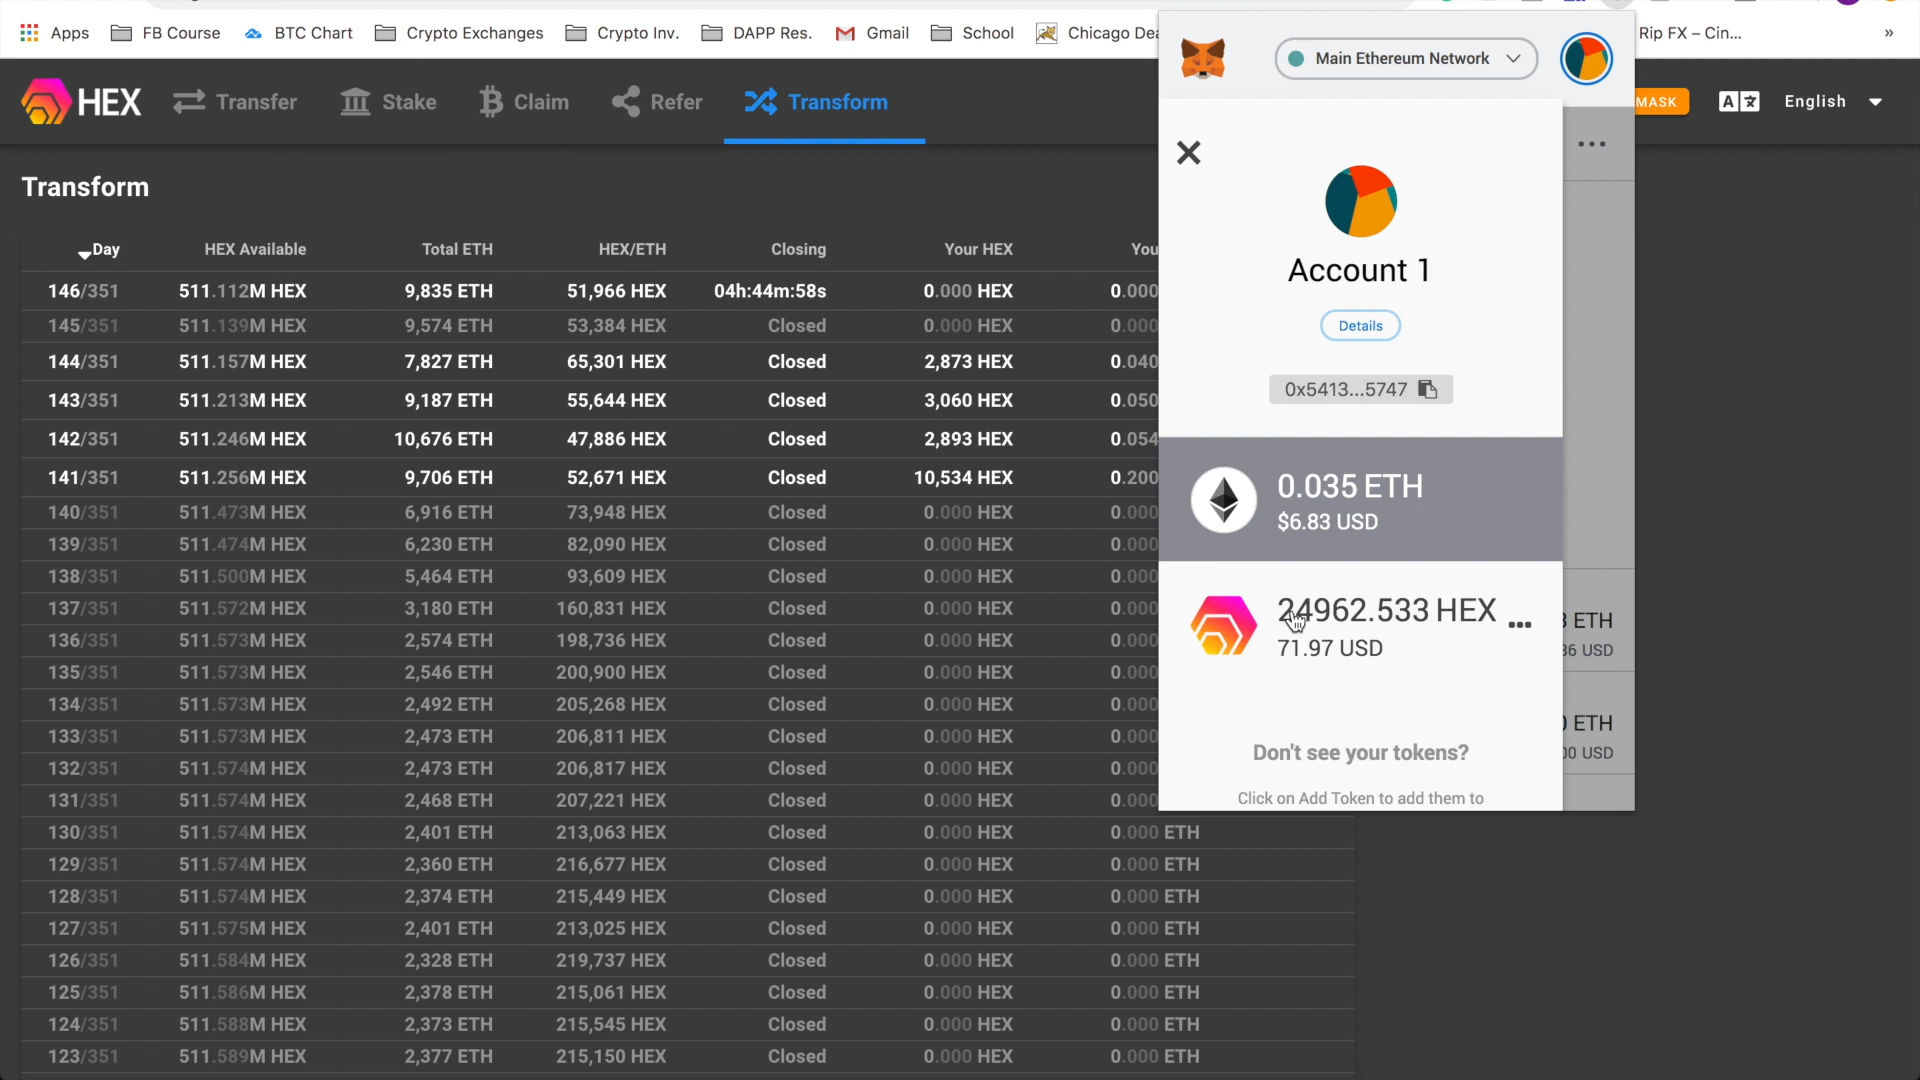 Apps FB Course BTC Chart Crypto Exchanges Crypto Inv. DAPP Res. Gmail School Chicago Dea Rip FX – Cin... »
Main Ethereum Network
HEX Transfer Stake Claim Refer Transform MASK English
Transform
Day HEX Available Total ETH HEX/ETH Closing Your HEX You
146/351 511.112M HEX 9,835 ETH 51,966 HEX 04h:44m:58s 0.000 HEX 0.000
145/351 511.139M HEX 9,574 ETH 53,384 HEX Closed 0.000 HEX 0.000
144/351 511.157M HEX 7,827 ETH 65,301 HEX Closed 2,873 HEX 0.040
143/351 511.213M HEX 9,187 ETH 55,644 HEX Closed 3,060 HEX 0.050
142/351 511.246M HEX 10,676 ETH 47,886 HEX Closed 2,893 HEX 0.054
141/351 511.256M HEX 9,706 ETH 52,671 HEX Closed 10,534 HEX 0.200
140/351 511.473M HEX 6,916 ETH 73,948 HEX Closed 0.000 HEX 0.000
139/351 511.474M HEX 6,230 ETH 82,090 HEX Closed 0.000 HEX 0.000
138/351 511.500M HEX 5,464 ETH 93,609 HEX Closed 0.000 HEX 0.000
137/351 511.572M HEX 3,180 ETH 160,831 HEX Closed 0.000 HEX 0.000
136/351 511.573M HEX 2,574 ETH 198,736 HEX Closed 0.000 HEX 0.000
135/351 511.573M HEX 2,546 ETH 200,900 HEX Closed 0.000 HEX 0.000
134/351 511.573M HEX 2,492 ETH 205,268 HEX Closed 0.000 HEX 0.000
133/351 511.573M HEX 2,473 ETH 206,811 HEX Closed 0.000 HEX 0.000
132/351 511.574M HEX 2,473 ETH 206,817 HEX Closed 0.000 HEX 0.000
131/351 511.574M HEX 2,468 ETH 207,221 HEX Closed 0.000 HEX 0.000
130/351 511.574M HEX 2,401 ETH 213,063 HEX Closed 0.000 HEX 0.000 ETH
129/351 511.574M HEX 2,360 ETH 216,677 HEX Closed 0.000 HEX 0.000 ETH
128/351 511.574M HEX 2,374 ETH 215,449 HEX Closed 0.000 HEX 0.000 ETH
127/351 511.575M HEX 2,401 ETH 213,025 HEX Closed 0.000 HEX 0.000 ETH
126/351 511.584M HEX 2,328 ETH 219,737 HEX Closed 0.000 HEX 0.000 ETH
125/351 511.586M HEX 2,378 ETH 215,061 HEX Closed 0.000 HEX 0.000 ETH
124/351 511.588M HEX 2,373 ETH 215,545 HEX Closed 0.000 HEX 0.000 ETH
123/351 511.589M HEX 2,377 ETH 215,150 HEX Closed 0.000 HEX 0.000 ETH
Account 1
Details
0x5413...5747
0.035 ETH
$6.83 USD
24962.533 HEX
71.97 USD
Don't see your tokens?
Click on Add Token to add them to
ETH
36 USD
ETH
00 USD